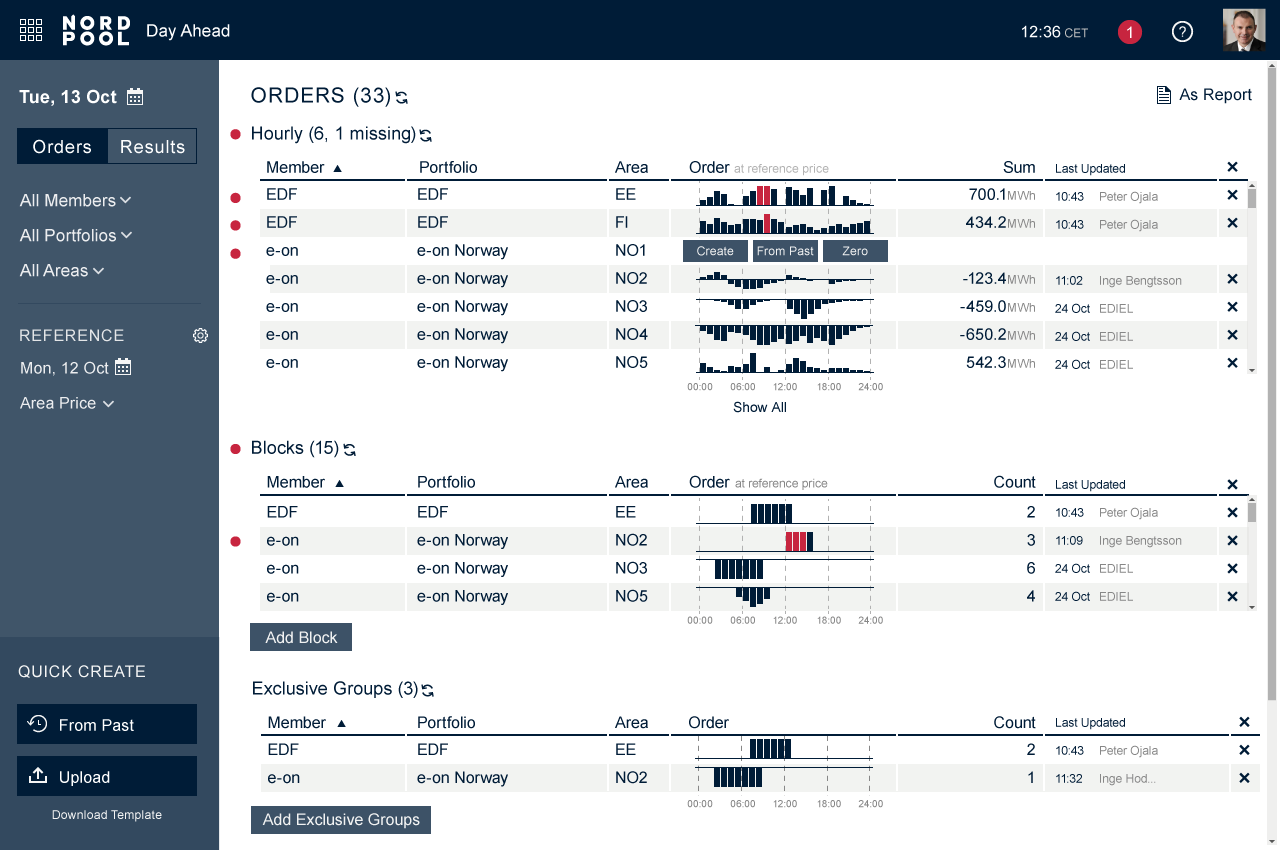 NORD POOL Day Ahead 12:36 CET 1 ?
Tue, 13 Oct
Orders Results
All Members
All Portfolios
All Areas
REFERENCE
Mon, 12 Oct
Area Price
QUICK CREATE
From Past
Upload
Download Template
ORDERS (33) As Report
Hourly (6, 1 missing)
Member ▲ Portfolio Area Order at reference price Sum Last Updated ✕
EDF EDF EE 700.1MWh 10:43 Peter Ojala ✕
EDF EDF FI 434.2MWh 10:43 Peter Ojala ✕
e-on e-on Norway NO1 Create From Past Zero
e-on e-on Norway NO2 -123.4MWh 11:02 Inge Bengtsson ✕
e-on e-on Norway NO3 -459.0MWh 24 Oct EDIEL ✕
e-on e-on Norway NO4 -650.2MWh 24 Oct EDIEL ✕
e-on e-on Norway NO5 542.3MWh 24 Oct EDIEL ✕
00:00 06:00 12:00 18:00 24:00
Show All
Blocks (15)
Member ▲ Portfolio Area Order at reference price Count Last Updated ✕
EDF EDF EE 2 10:43 Peter Ojala ✕
e-on e-on Norway NO2 3 11:09 Inge Bengtsson ✕
e-on e-on Norway NO3 6 24 Oct EDIEL ✕
e-on e-on Norway NO5 4 24 Oct EDIEL ✕
00:00 06:00 12:00 18:00 24:00
Add Block
Exclusive Groups (3)
Member ▲ Portfolio Area Order Count Last Updated ✕
EDF EDF EE 2 10:43 Peter Ojala ✕
e-on e-on Norway NO2 1 11:32 Inge Hod... ✕
00:00 06:00 12:00 18:00 24:00
Add Exclusive Groups